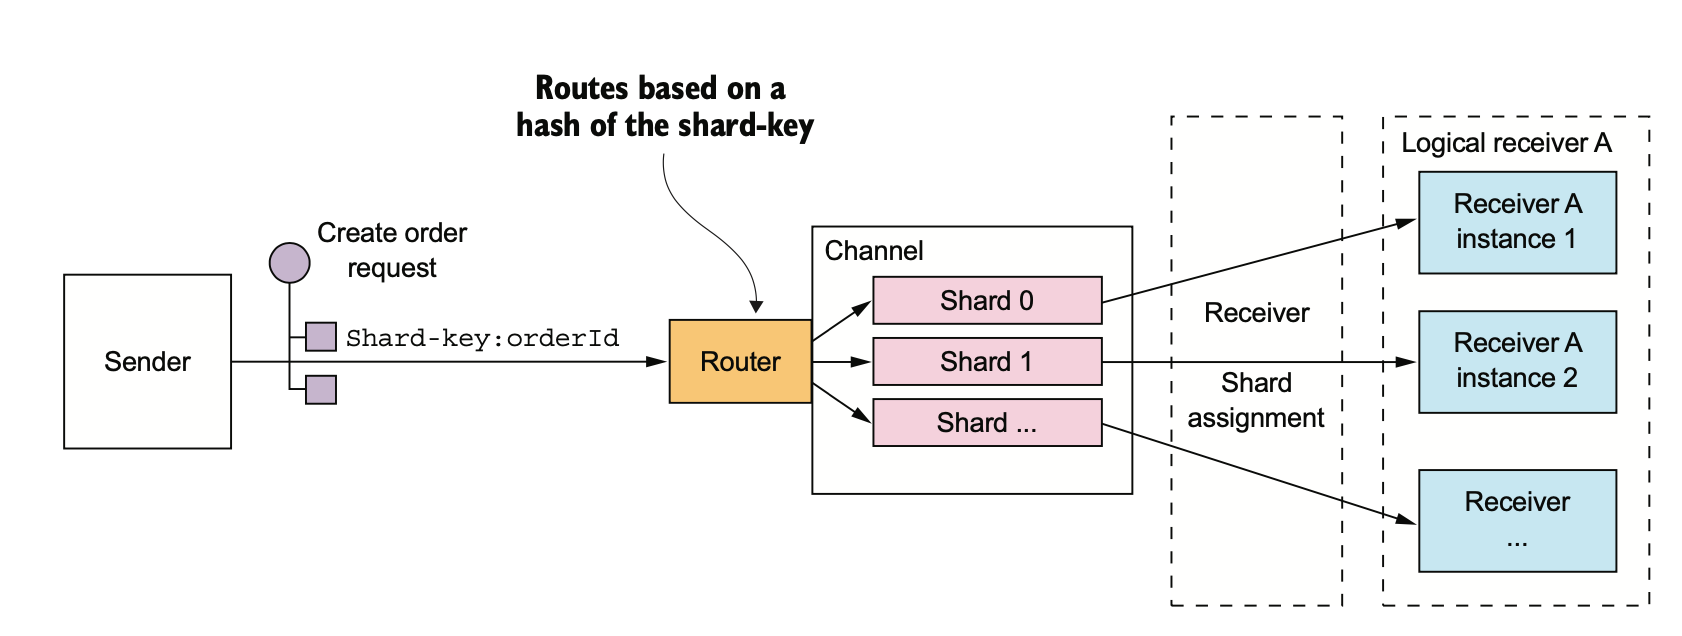 Routes based on a
hash of the shard-key
Create order
request
Sender
Shard-key:orderId
Router
Channel
Shard 0
Shard 1
Shard ...
Receiver
Shard
assignment
Logical receiver A
Receiver A
instance 1
Receiver A
instance 2
Receiver
...